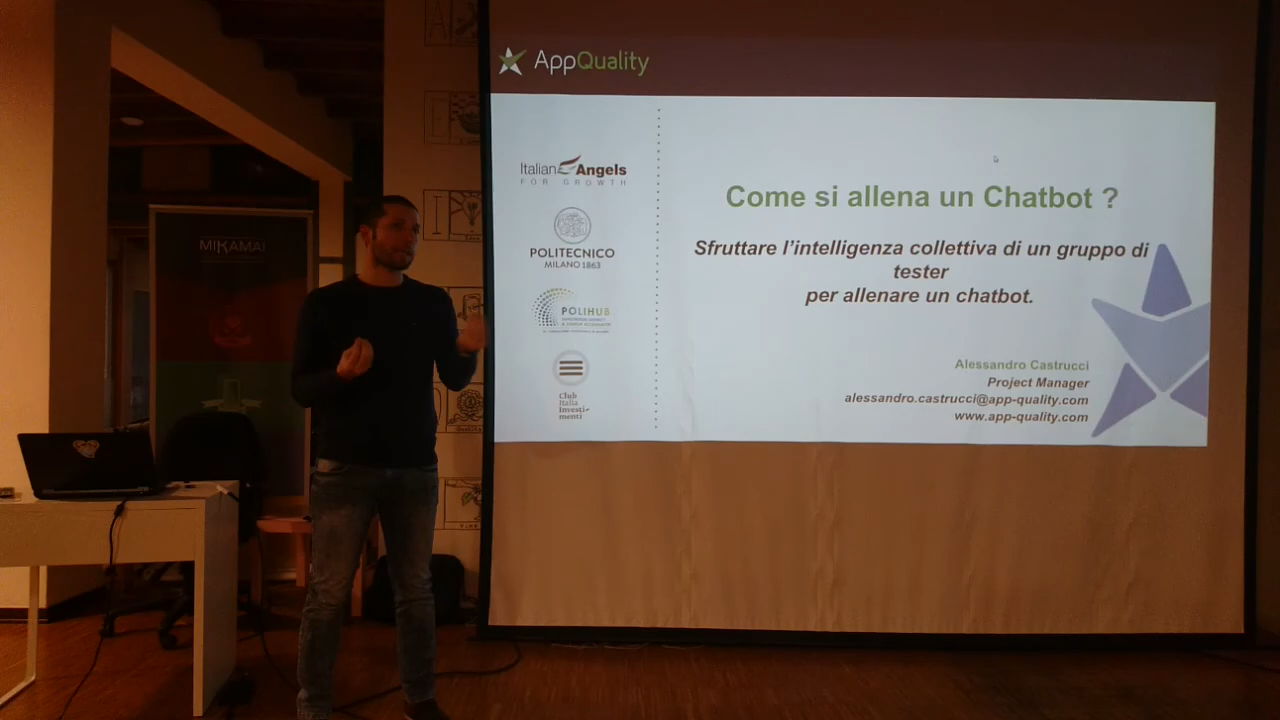 AppQuality
Italian Angels
FOR GROWTH
POLITECNICO
MILANO 1863
POLIHUB
Club
Italia
Investi-
menti
Come si allena un Chatbot ?
Sfruttare l'intelligenza collettiva di un gruppo di
tester
per allenare un chatbot.
Alessandro Castrucci
Project Manager
alessandro.castrucci@app-quality.com
www.app-quality.com
MIKAMAI